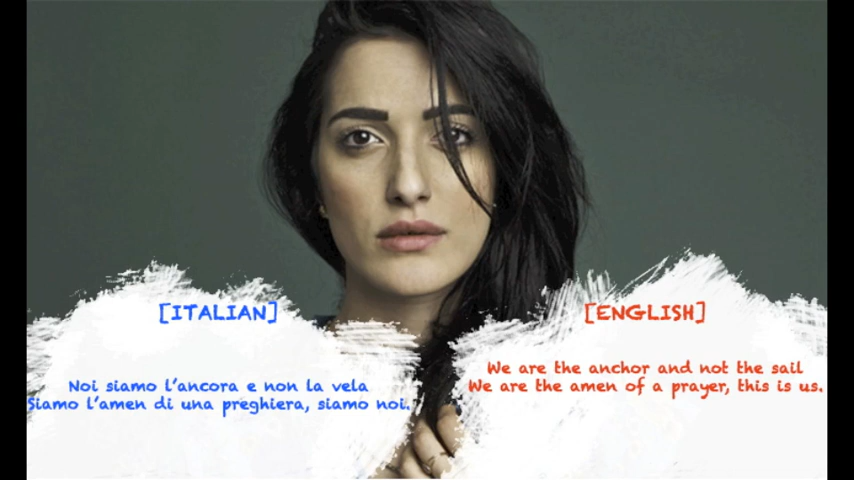 [ITALIAN]
Noi siamo l'ancora e non la vela
Siamo l'amen di una preghiera, siamo noi.
[ENGLISH]
We are the anchor and not the sail
We are the amen of a prayer, this is us.